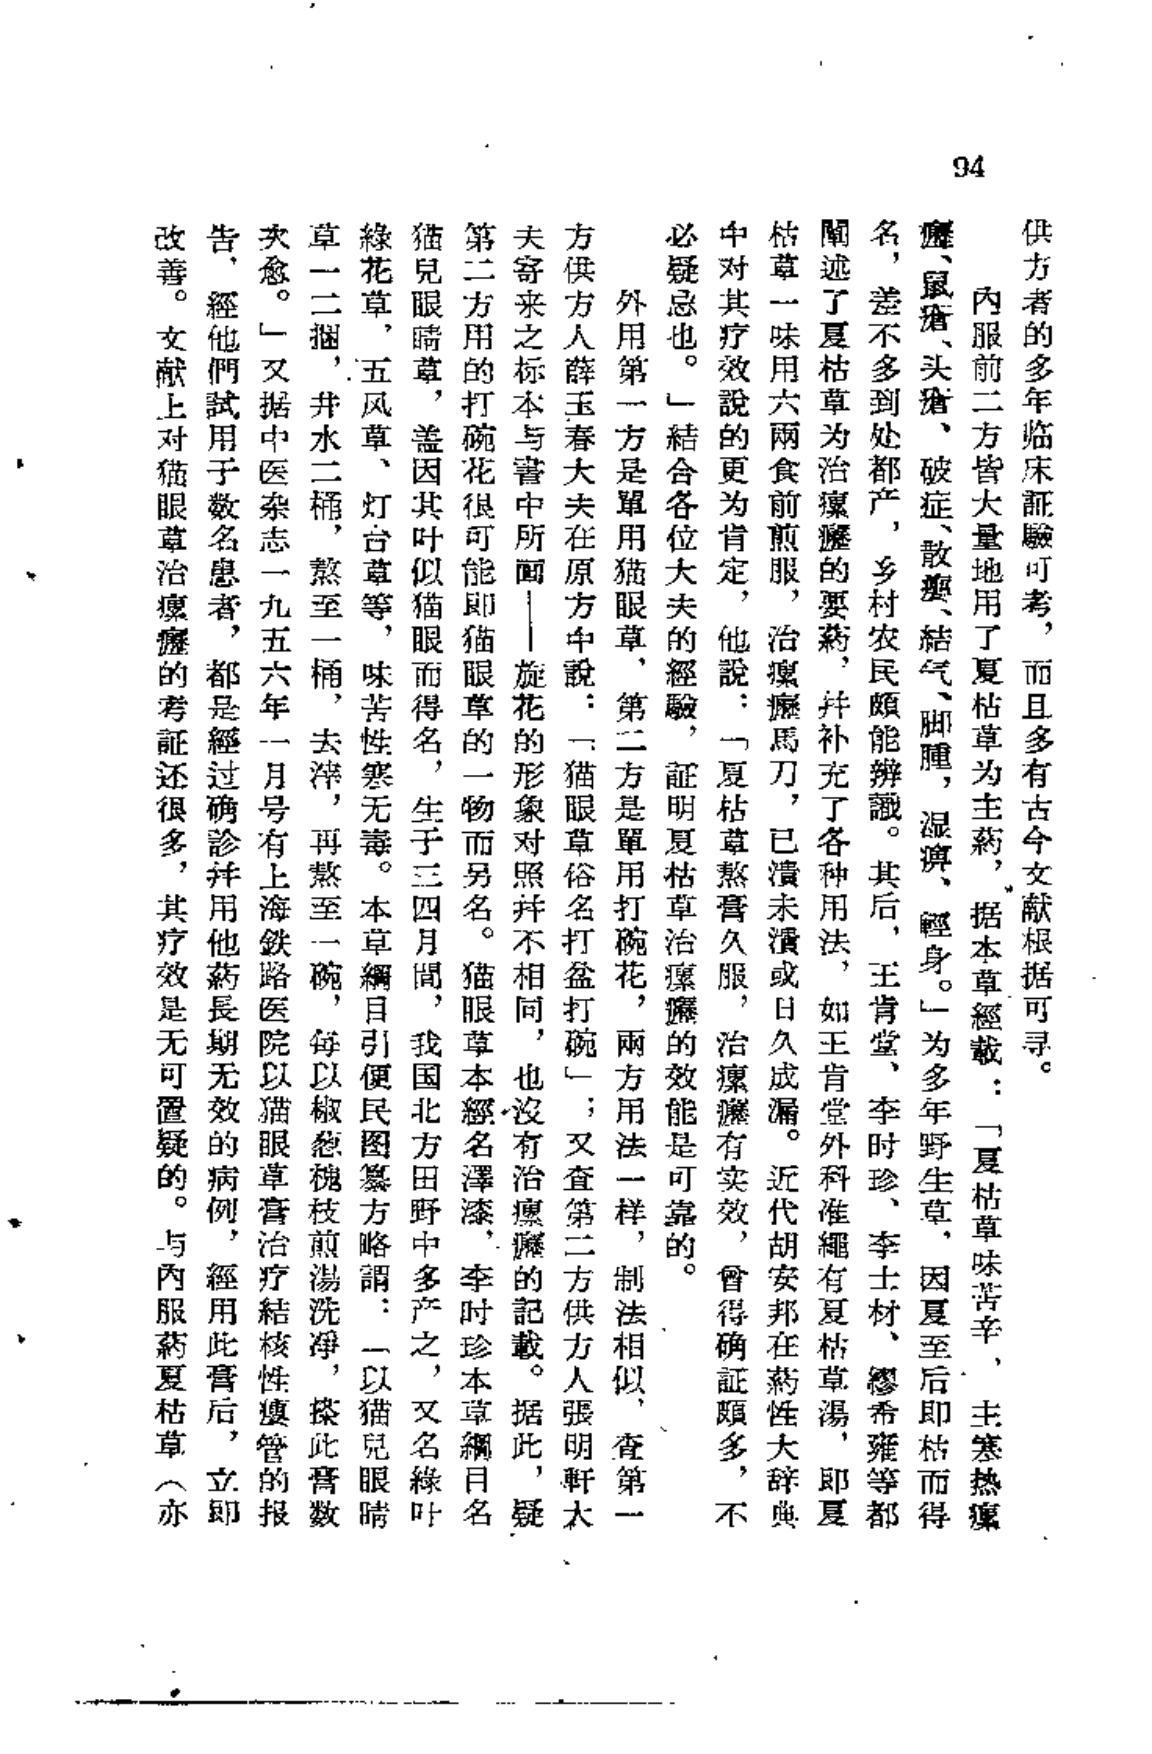 94
供方者的多年临床証驗可考，而且多有古今文献根据可寻。
內服前二方皆大量地用了夏枯草为主葯，据本草經載：「夏枯草味苦辛、主寒热瘰
癧、鼠瘡、头瘡、破症、散癭、結气、脚腫，湿痹、輕身。」为多年野生草，因夏至后即枯而得
名，差不多到处都产，乡村农民頗能辨識。其后，王肯堂、李时珍、李士材、繆希雍等都
闡述了夏枯草为治瘰癧的要葯，幷补充了各种用法，如王肯堂外科准繩有夏枯草湯，即夏
枯草一味用六兩食前煎服，治瘰癧馬刀，已潰未潰或日久成漏。近代胡安邦在葯性大辞典
中对其疗效說的更为肯定，他說：「夏枯草熬膏久服，治瘰癧有实效，曾得确証頗多，不
必疑忌也。」結合各位大夫的經驗，証明夏枯草治瘰癧的效能是可靠的。
外用第一方是單用猫眼草，第二方是單用打碗花，兩方用法一样，制法相似，査第一
方供方人薛玉春大夫在原方中說：「猫眼草俗名打盆打碗」；又査第二方供方人張明軒大
夫寄来之标本与書中所画——旋花的形象对照幷不相同，也沒有治瘰癧的記載。据此，疑
第二方用的打碗花很可能即猫眼草的一物而另名。猫眼草本經名澤漆，李时珍本草綱目名
猫兒眼睛草，盖因其叶似猫眼而得名，生于三四月間，我国北方田野中多产之，又名綠叶
綠花草，五风草、灯台草等，味苦性寒无毒。本草綱目引便民图纂方略謂：「以猫兒眼睛
草一二捆，井水二桶，熬至一桶，去滓，再熬至一碗，每以椒葱槐枝煎湯洗凈，搽此膏数
次愈。」又据中医杂志一九五六年一月号有上海鉄路医院以猫眼草膏治疗結核性瘻管的报
告，經他們試用于数名患者，都是經过确診幷用他葯長期无效的病例，經用此膏后，立即
改善。文献上对猫眼草治瘰癧的考証还很多，其疗效是无可置疑的。与內服葯夏枯草（亦